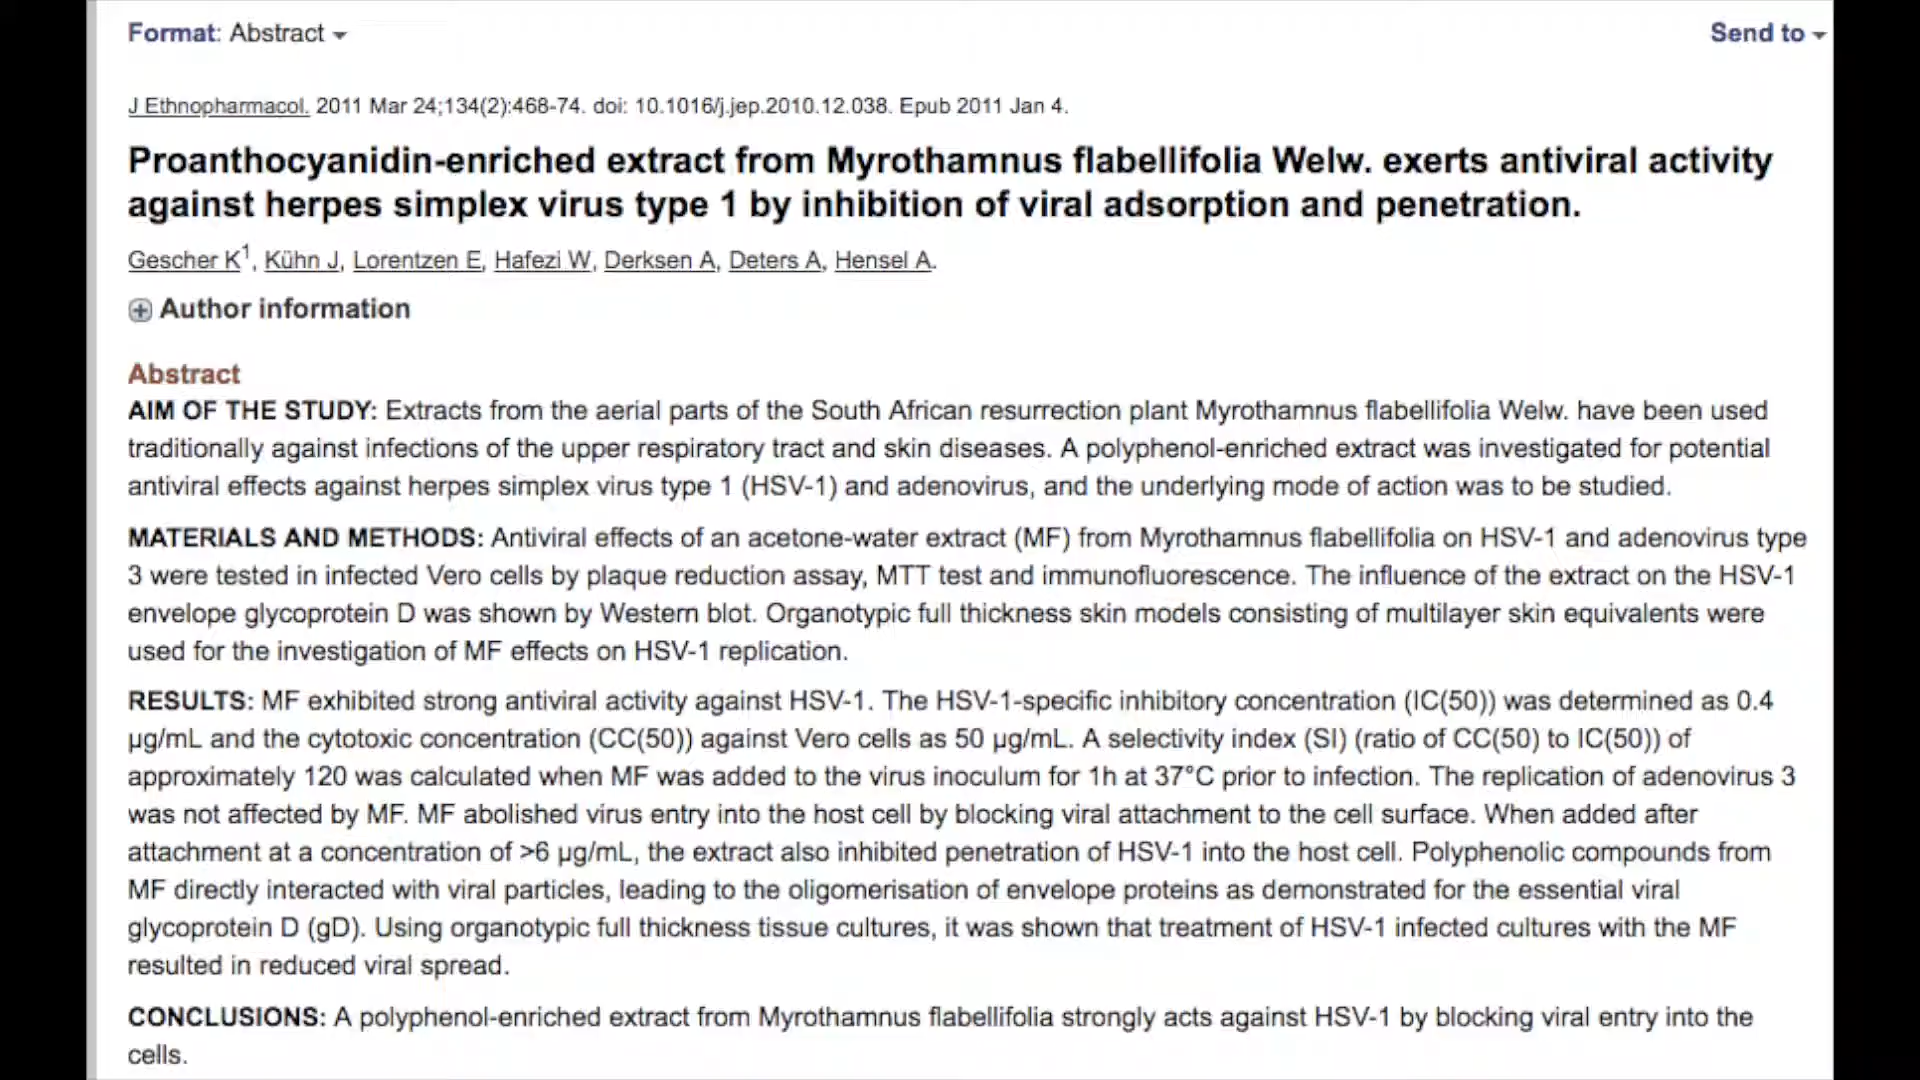 Format: Abstract
Send to
J Ethnopharmacol. 2011 Mar 24;134(2):468-74. doi: 10.1016/j.jep.2010.12.038. Epub 2011 Jan 4.
Proanthocyanidin-enriched extract from Myrothamnus flabellifolia Welw. exerts antiviral activity
against herpes simplex virus type 1 by inhibition of viral adsorption and penetration.
Gescher K1, Kühn J, Lorentzen E, Hafezi W, Derksen A, Deters A, Hensel A.
Author information
Abstract
AIM OF THE STUDY: Extracts from the aerial parts of the South African resurrection plant Myrothamnus flabellifolia Welw. have been used
traditionally against infections of the upper respiratory tract and skin diseases. A polyphenol-enriched extract was investigated for potential
antiviral effects against herpes simplex virus type 1 (HSV-1) and adenovirus, and the underlying mode of action was to be studied.
MATERIALS AND METHODS: Antiviral effects of an acetone-water extract (MF) from Myrothamnus flabellifolia on HSV-1 and adenovirus type
3 were tested in infected Vero cells by plaque reduction assay, MTT test and immunofluorescence. The influence of the extract on the HSV-1
envelope glycoprotein D was shown by Western blot. Organotypic full thickness skin models consisting of multilayer skin equivalents were
used for the investigation of MF effects on HSV-1 replication.
RESULTS: MF exhibited strong antiviral activity against HSV-1. The HSV-1-specific inhibitory concentration (IC(50)) was determined as 0.4
μg/mL and the cytotoxic concentration (CC(50)) against Vero cells as 50 μg/mL. A selectivity index (SI) (ratio of CC(50) to IC(50)) of
approximately 120 was calculated when MF was added to the virus inoculum for 1h at 37°C prior to infection. The replication of adenovirus 3
was not affected by MF. MF abolished virus entry into the host cell by blocking viral attachment to the cell surface. When added after
attachment at a concentration of >6 μg/mL, the extract also inhibited penetration of HSV-1 into the host cell. Polyphenolic compounds from
MF directly interacted with viral particles, leading to the oligomerisation of envelope proteins as demonstrated for the essential viral
glycoprotein D (gD). Using organotypic full thickness tissue cultures, it was shown that treatment of HSV-1 infected cultures with the MF
resulted in reduced viral spread.
CONCLUSIONS: A polyphenol-enriched extract from Myrothamnus flabellifolia strongly acts against HSV-1 by blocking viral entry into the
cells.